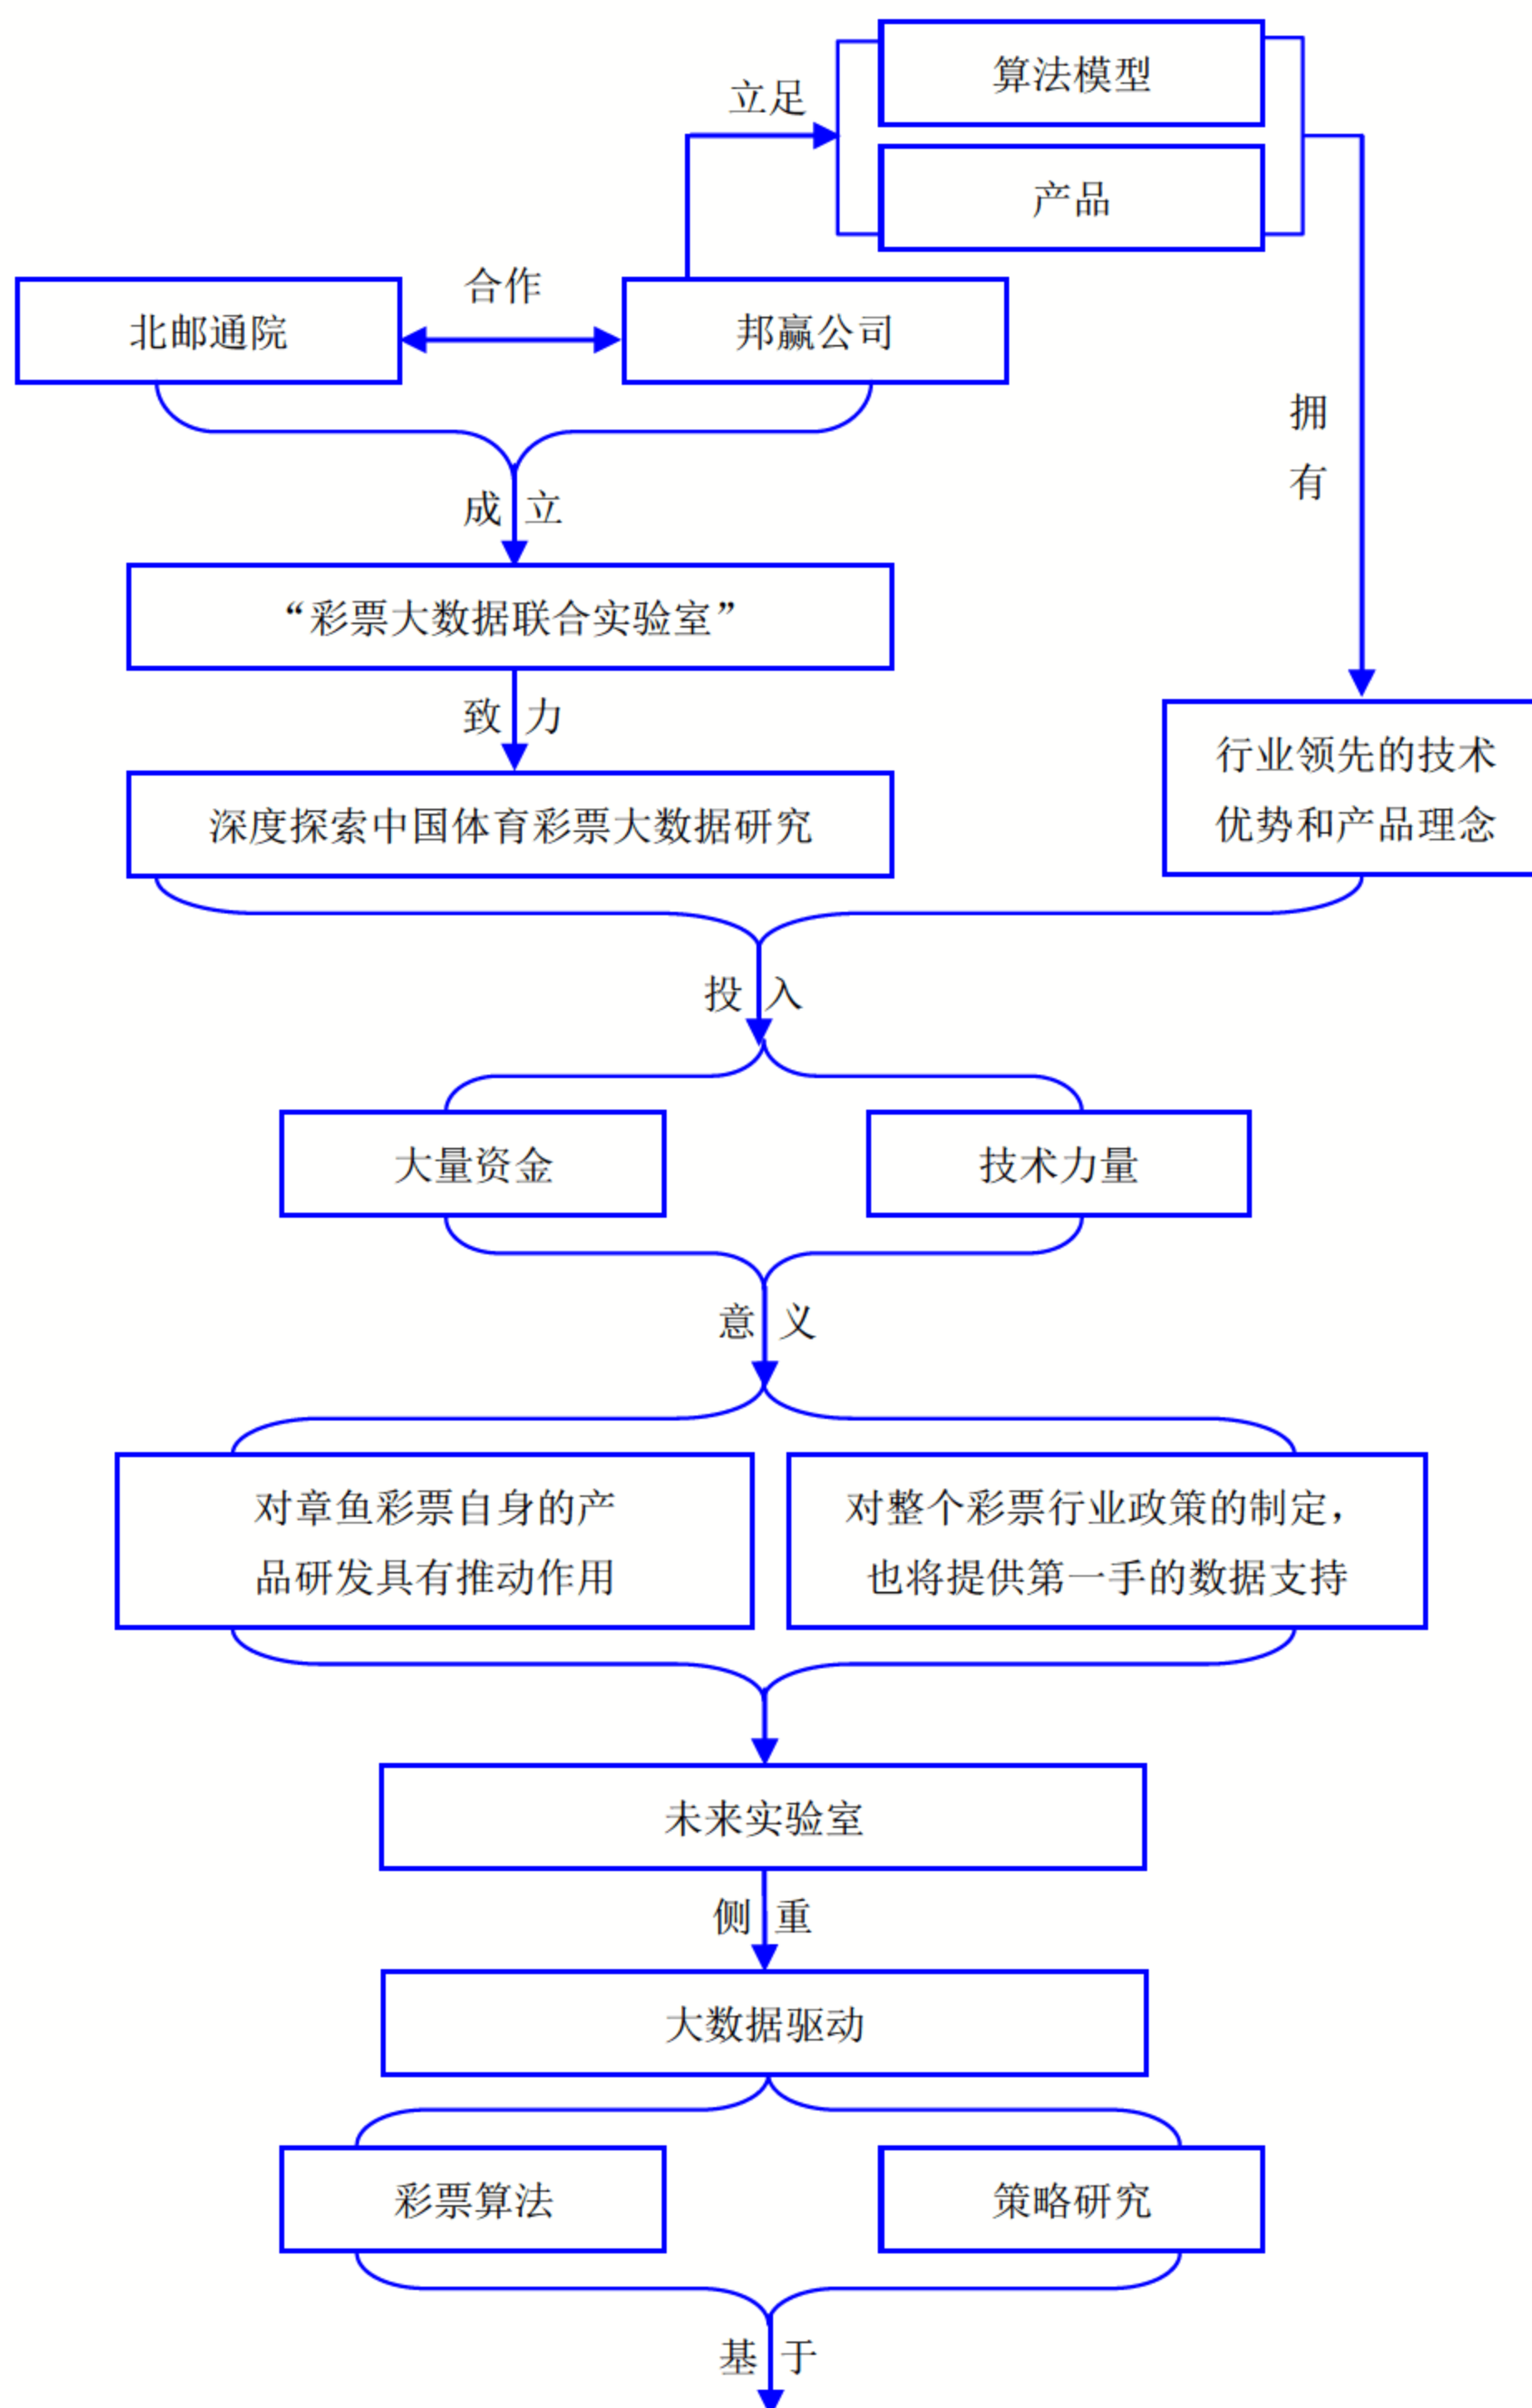 算法模型
立足
产品
合作
北邮通院
邦赢公司
拥
有
成 立
“彩票大数据联合实验室”
致 力
行业领先的技术
优势和产品理念
深度探索中国体育彩票大数据研究
投 入
大量资金
技术力量
意 义
对章鱼彩票自身的产
品研发具有推动作用
对整个彩票行业政策的制定，
也将提供第一手的数据支持
未来实验室
侧 重
大数据驱动
彩票算法
策略研究
基 于